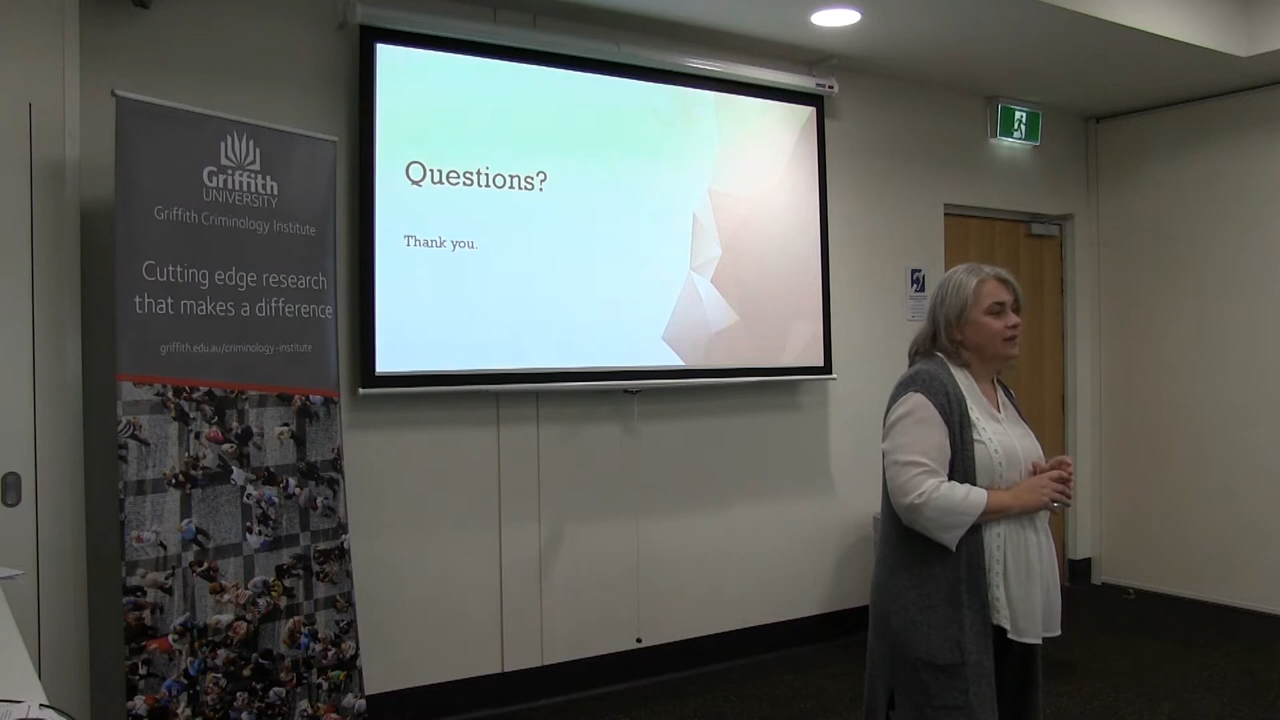 Griffith
UNIVERSITY
Griffith Criminology Institute
Cutting edge research
that makes a difference
griffith.edu.au/criminology-institute
Questions?
Thank you.